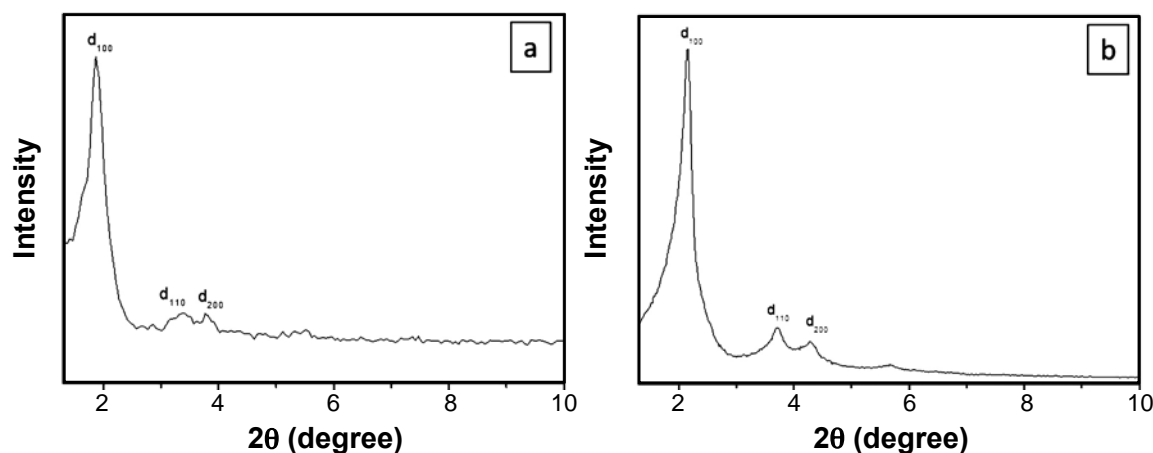 a
d₁₀₀
d₁₁₀ d₂₀₀
Intensity
2 4 6 8 10
2θ (degree)
b
d₁₀₀
d₁₁₀ d₂₀₀
Intensity
2 4 6 8 10
2θ (degree)